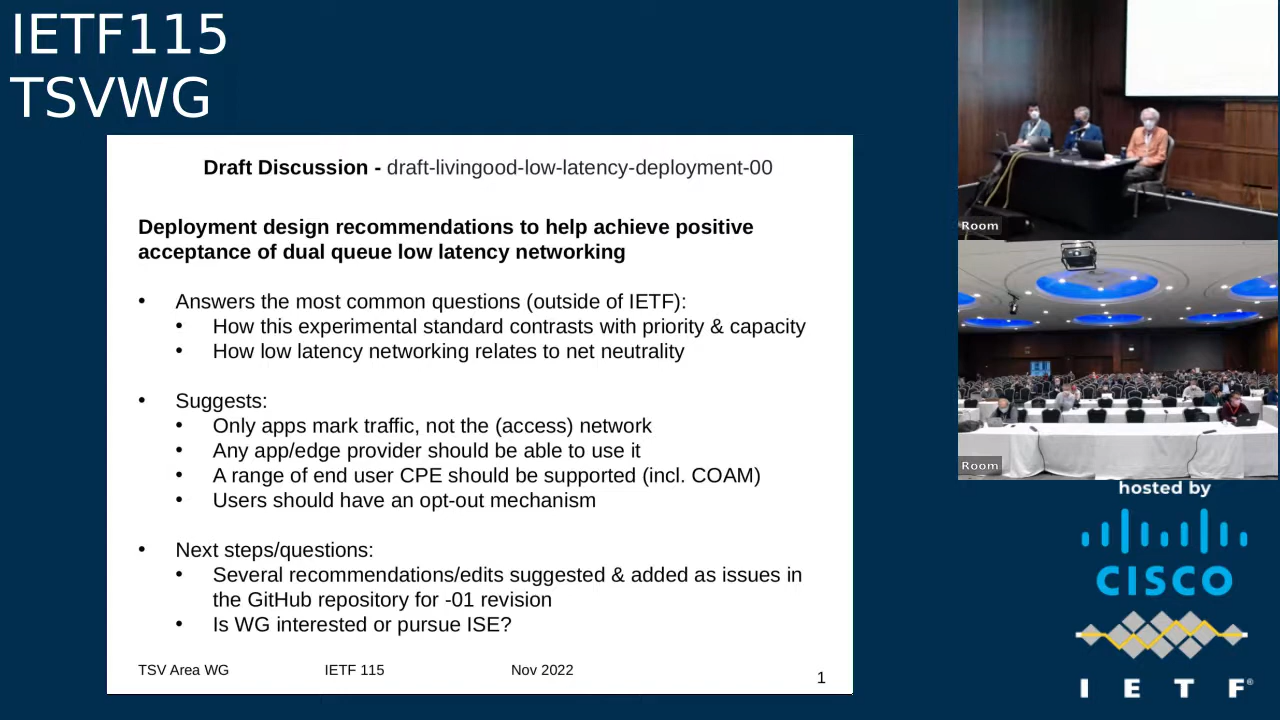 IETF115
TSVWG
Draft Discussion - draft-livingood-low-latency-deployment-00
Deployment design recommendations to help achieve positive
acceptance of dual queue low latency networking
• Answers the most common questions (outside of IETF):
• How this experimental standard contrasts with priority & capacity
• How low latency networking relates to net neutrality
• Suggests:
• Only apps mark traffic, not the (access) network
• Any app/edge provider should be able to use it
• A range of end user CPE should be supported (incl. COAM)
• Users should have an opt-out mechanism
• Next steps/questions:
• Several recommendations/edits suggested & added as issues in
the GitHub repository for -01 revision
• Is WG interested or pursue ISE?
TSV Area WG IETF 115 Nov 2022
1
Room
Room
hosted by
CISCO
I E T F®